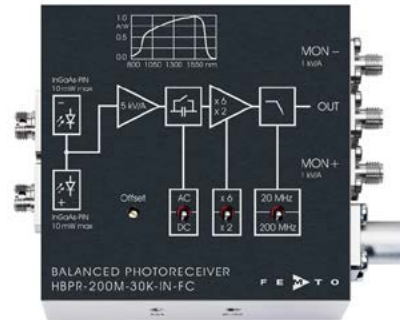 1.0
A/W
0.5
0.0
800 1050 1300 1550 nm
MON −
1 kV/A
InGaAs-PIN
10 mW max
−
5 kV/A
x 6
x 2
OUT
+
InGaAs-PIN
10 mW max
MON+
1 kV/A
Offset
AC
DC
x 6
x 2
20 MHz
200 MHz
BALANCED PHOTORECEIVER
HBPR-200M-30K-IN-FC
FEMTO